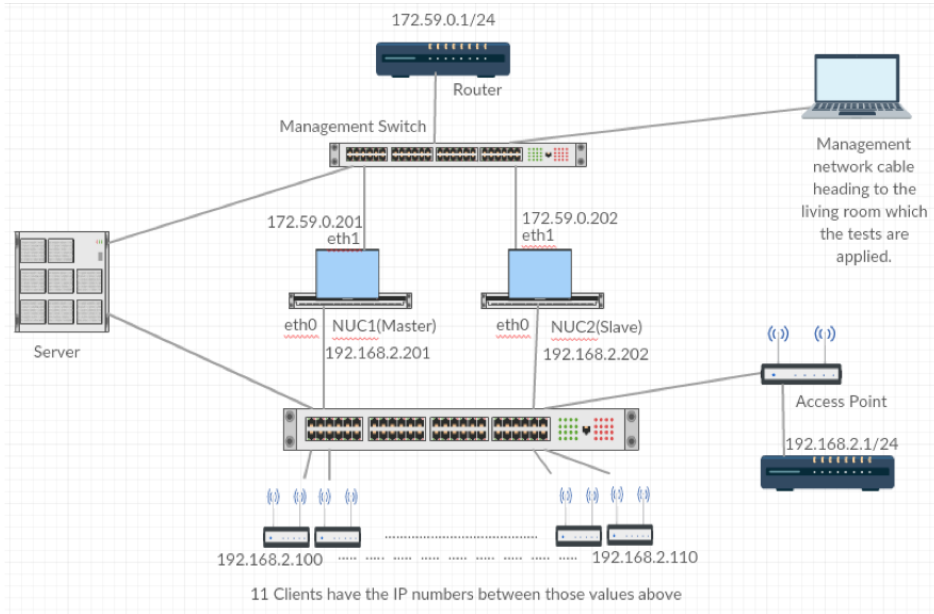 172.59.0.1/24
Router
Management Switch
Management
network cable
heading to the
living room which
the tests are
applied.
172.59.0.201
eth1
172.59.0.202
eth1
Server
eth0
NUC1(Master)
192.168.2.201
eth0
NUC2(Slave)
192.168.2.202
Access Point
192.168.2.1/24
192.168.2.100
192.168.2.110
11 Clients have the IP numbers between those values above